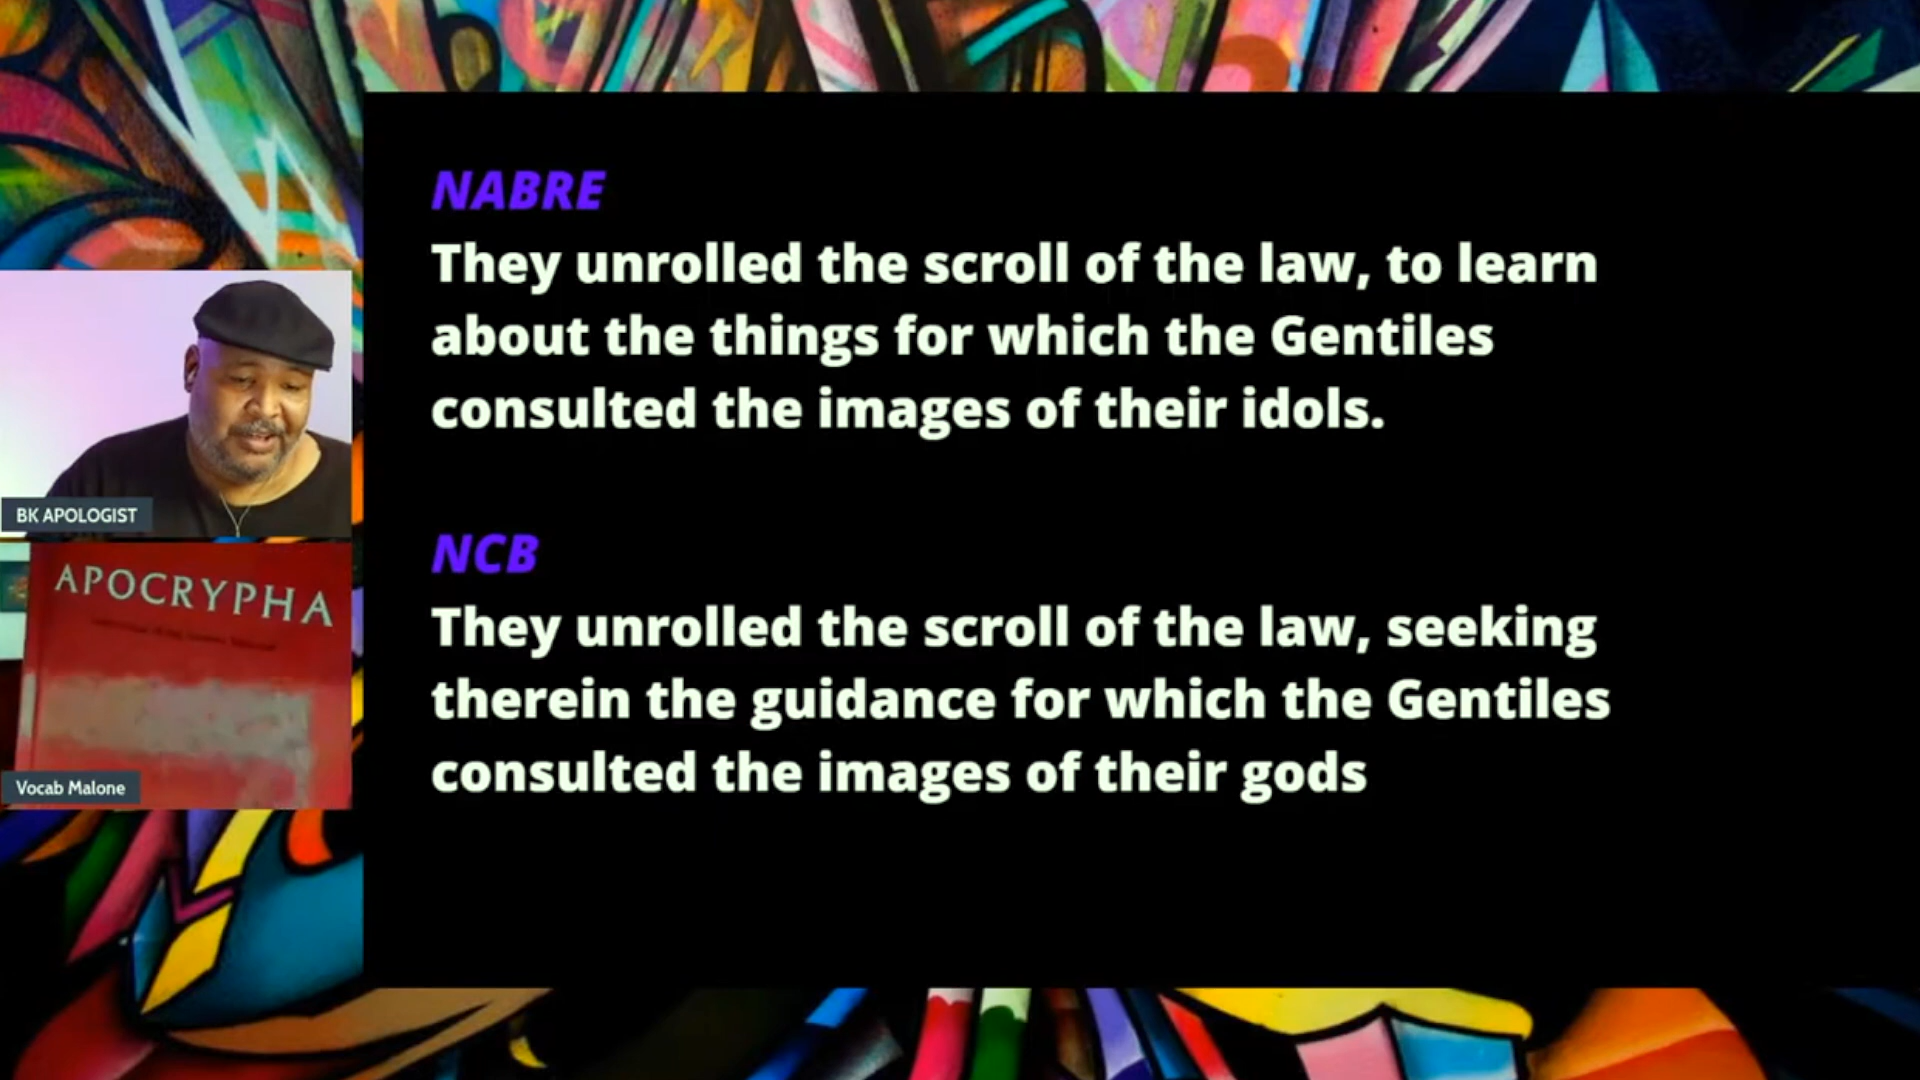 NABRE
They unrolled the scroll of the law, to learn
about the things for which the Gentiles
consulted the images of their idols.
NCB
They unrolled the scroll of the law, seeking
therein the guidance for which the Gentiles
consulted the images of their gods
BK APOLOGIST
APOCRYPHA
Vocab Malone